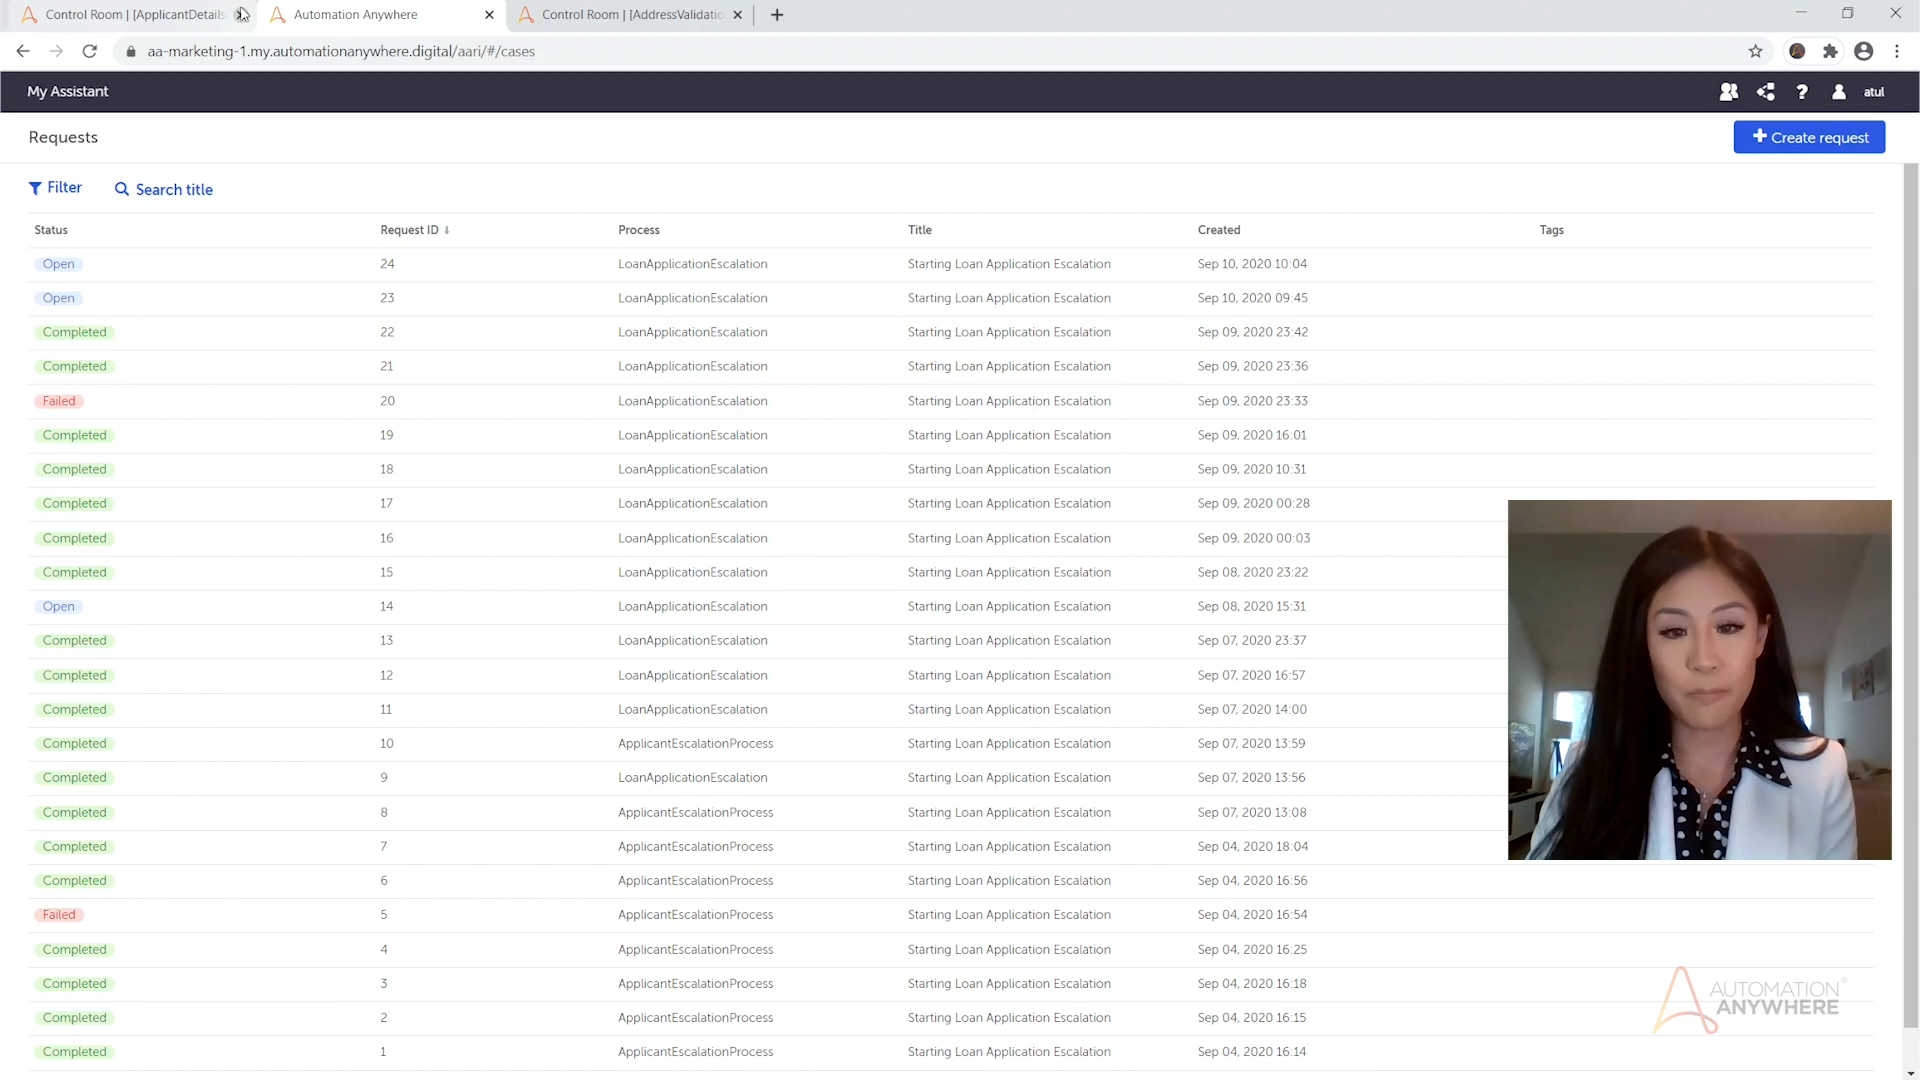 Control Room | [ApplicantDetails
Automation Anywhere
Control Room | [AddressValidatio
aa-marketing-1.my.automationanywhere.digital/aari/#/cases
My Assistant
atul
Requests
Create request
Filter
Search title
Status Request ID Process Title Created Tags
Open 24 LoanApplicationEscalation Starting Loan Application Escalation Sep 10, 2020 10:04
Open 23 LoanApplicationEscalation Starting Loan Application Escalation Sep 10, 2020 09:45
Completed 22 LoanApplicationEscalation Starting Loan Application Escalation Sep 09, 2020 23:42
Completed 21 LoanApplicationEscalation Starting Loan Application Escalation Sep 09, 2020 23:36
Failed 20 LoanApplicationEscalation Starting Loan Application Escalation Sep 09, 2020 23:33
Completed 19 LoanApplicationEscalation Starting Loan Application Escalation Sep 09, 2020 16:01
Completed 18 LoanApplicationEscalation Starting Loan Application Escalation Sep 09, 2020 10:31
Completed 17 LoanApplicationEscalation Starting Loan Application Escalation Sep 09, 2020 00:28
Completed 16 LoanApplicationEscalation Starting Loan Application Escalation Sep 09, 2020 00:03
Completed 15 LoanApplicationEscalation Starting Loan Application Escalation Sep 08, 2020 23:22
Open 14 LoanApplicationEscalation Starting Loan Application Escalation Sep 08, 2020 15:31
Completed 13 LoanApplicationEscalation Starting Loan Application Escalation Sep 07, 2020 23:37
Completed 12 LoanApplicationEscalation Starting Loan Application Escalation Sep 07, 2020 16:57
Completed 11 LoanApplicationEscalation Starting Loan Application Escalation Sep 07, 2020 14:00
Completed 10 ApplicantEscalationProcess Starting Loan Application Escalation Sep 07, 2020 13:59
Completed 9 LoanApplicationEscalation Starting Loan Application Escalation Sep 07, 2020 13:56
Completed 8 ApplicantEscalationProcess Starting Loan Application Escalation Sep 07, 2020 13:08
Completed 7 ApplicantEscalationProcess Starting Loan Application Escalation Sep 04, 2020 18:04
Completed 6 ApplicantEscalationProcess Starting Loan Application Escalation Sep 04, 2020 16:56
Failed 5 ApplicantEscalationProcess Starting Loan Application Escalation Sep 04, 2020 16:54
Completed 4 ApplicantEscalationProcess Starting Loan Application Escalation Sep 04, 2020 16:25
Completed 3 ApplicantEscalationProcess Starting Loan Application Escalation Sep 04, 2020 16:18
Completed 2 ApplicantEscalationProcess Starting Loan Application Escalation Sep 04, 2020 16:15
Completed 1 ApplicantEscalationProcess Starting Loan Application Escalation Sep 04, 2020 16:14
AUTOMATION
ANYWHERE